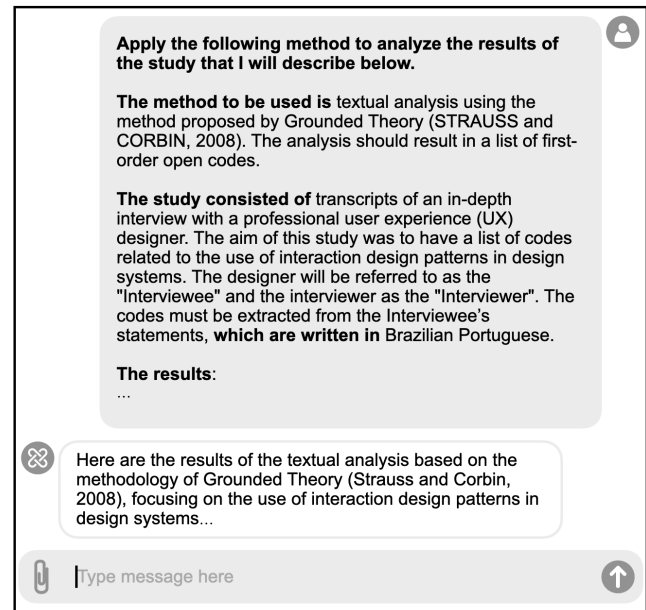 Apply the following method to analyze the results of
the study that I will describe below.
The method to be used is textual analysis using the
method proposed by Grounded Theory (STRAUSS and
CORBIN, 2008). The analysis should result in a list of first-
order open codes.
The study consisted of transcripts of an in-depth
interview with a professional user experience (UX)
designer. The aim of this study was to have a list of codes
related to the use of interaction design patterns in design
systems. The designer will be referred to as the
"Interviewee" and the interviewer as the "Interviewer". The
codes must be extracted from the Interviewee’s
statements, which are written in Brazilian Portuguese.
The results:
...
Here are the results of the textual analysis based on the
methodology of Grounded Theory (Strauss and Corbin,
2008), focusing on the use of interaction design patterns in
design systems...
Type message here